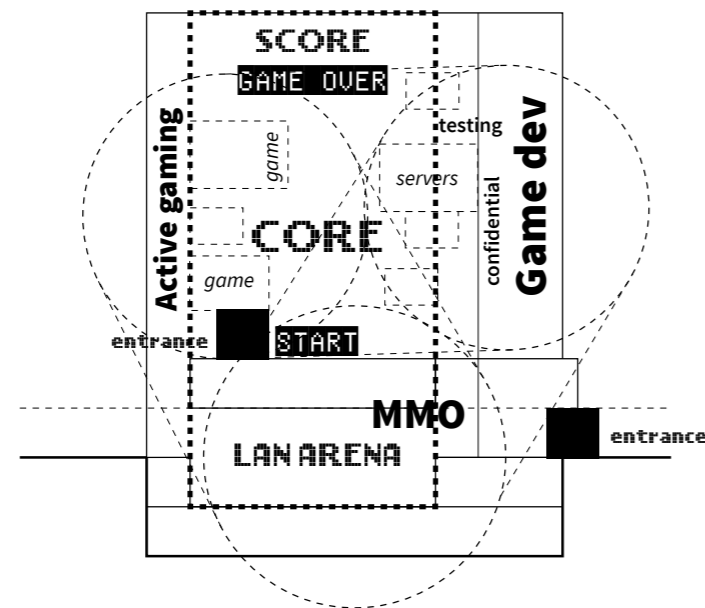 SCORE
GAME OVER
Active gaming
game
testing
servers
confidential
Game dev
CORE
game
entrance
START
MMO
entrance
LAN ARENA